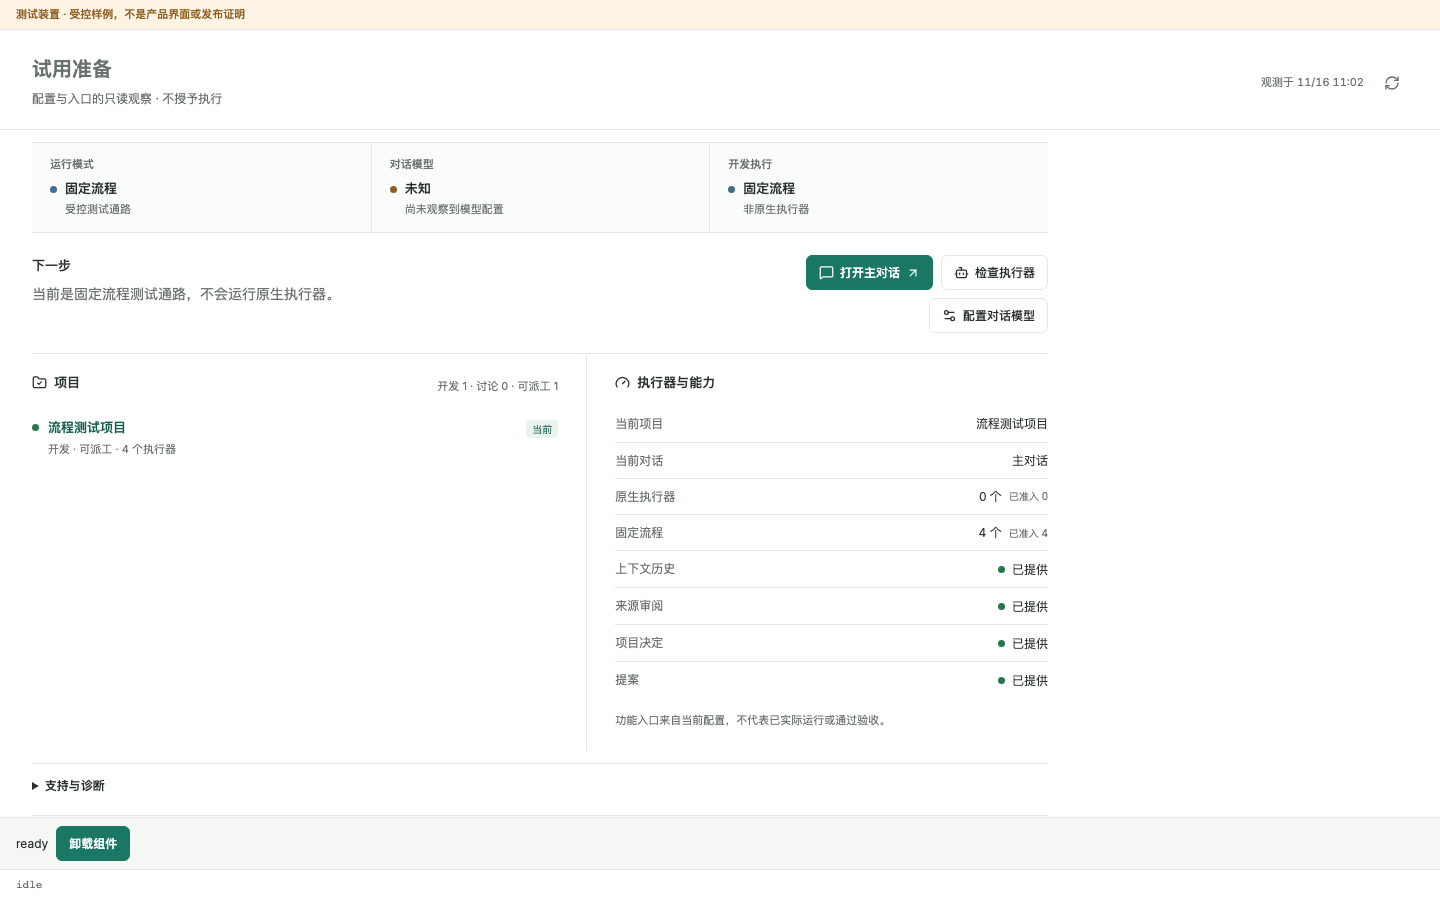 测试装置 · 受控样例，不是产品界面或发布证明
试用准备
配置与入口的只读观察 · 不授予执行
观测于 11/16 11:02
运行模式
固定流程
受控测试通路
对话模型
未知
尚未观察到模型配置
开发执行
固定流程
非原生执行器
下一步
当前是固定流程测试通路，不会运行原生执行器。
打开主对话
检查执行器
配置对话模型
项目
开发 1 · 讨论 0 · 可派工 1
流程测试项目
当前
开发 · 可派工 · 4 个执行器
执行器与能力
当前项目 流程测试项目
当前对话 主对话
原生执行器 0 个 已准入 0
固定流程 4 个 已准入 4
上下文历史 已提供
来源审阅 已提供
项目决定 已提供
提案 已提供
功能入口来自当前配置，不代表已实际运行或通过验收。
支持与诊断
ready 卸载组件
idle